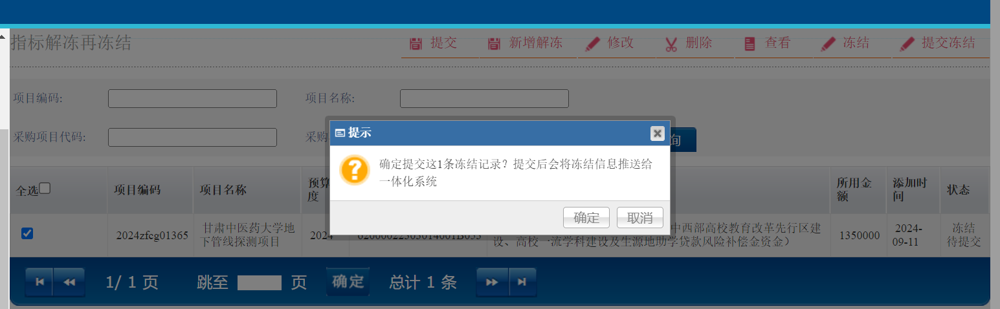 指标解冻再冻结
提交 新增解冻 修改 删除 查看 冻结 提交冻结
项目编码: 项目名称:
采购项目代码: 采购 询
提示
确定提交这1条冻结记录？提交后会将冻结信息推送给
一体化系统
确定 取消
全选 项目编码 项目名称 预算 所用金 添加时 状态
度 额 间
甘肃中医药大学地 中西部高校教育改革先行区建 2024- 冻结
2024zfcg01365 2024 1350000
下管线探测项目 设、高校一流学科建设及生源地助学贷款风险补偿金资金） 09-11 待提交
1/ 1 页 跳至 页 确定 总计 1 条